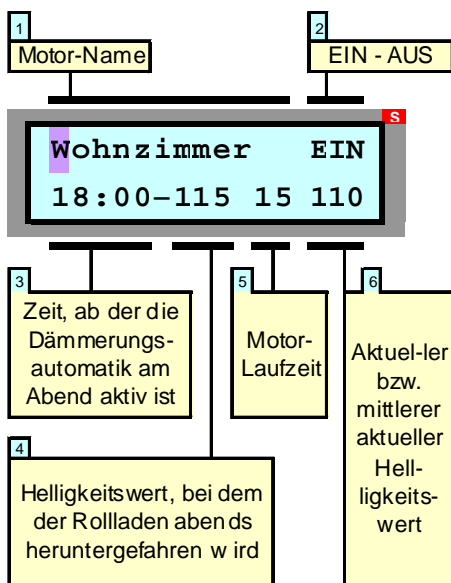 1
Motor-Name
2
EIN - AUS
S
Wohnzimmer EIN
18:00-115 15 110
3
Zeit, ab der die
Dämmerungs-
automatik am
Abend aktiv ist
5
Motor-
Laufzeit
6
Aktuel-ler
bzw.
mittlerer
aktueller
Hell-
ligkeits-
wert
4
Helligkeitswert, bei dem
der Rollladen abends
heruntergefahren wird